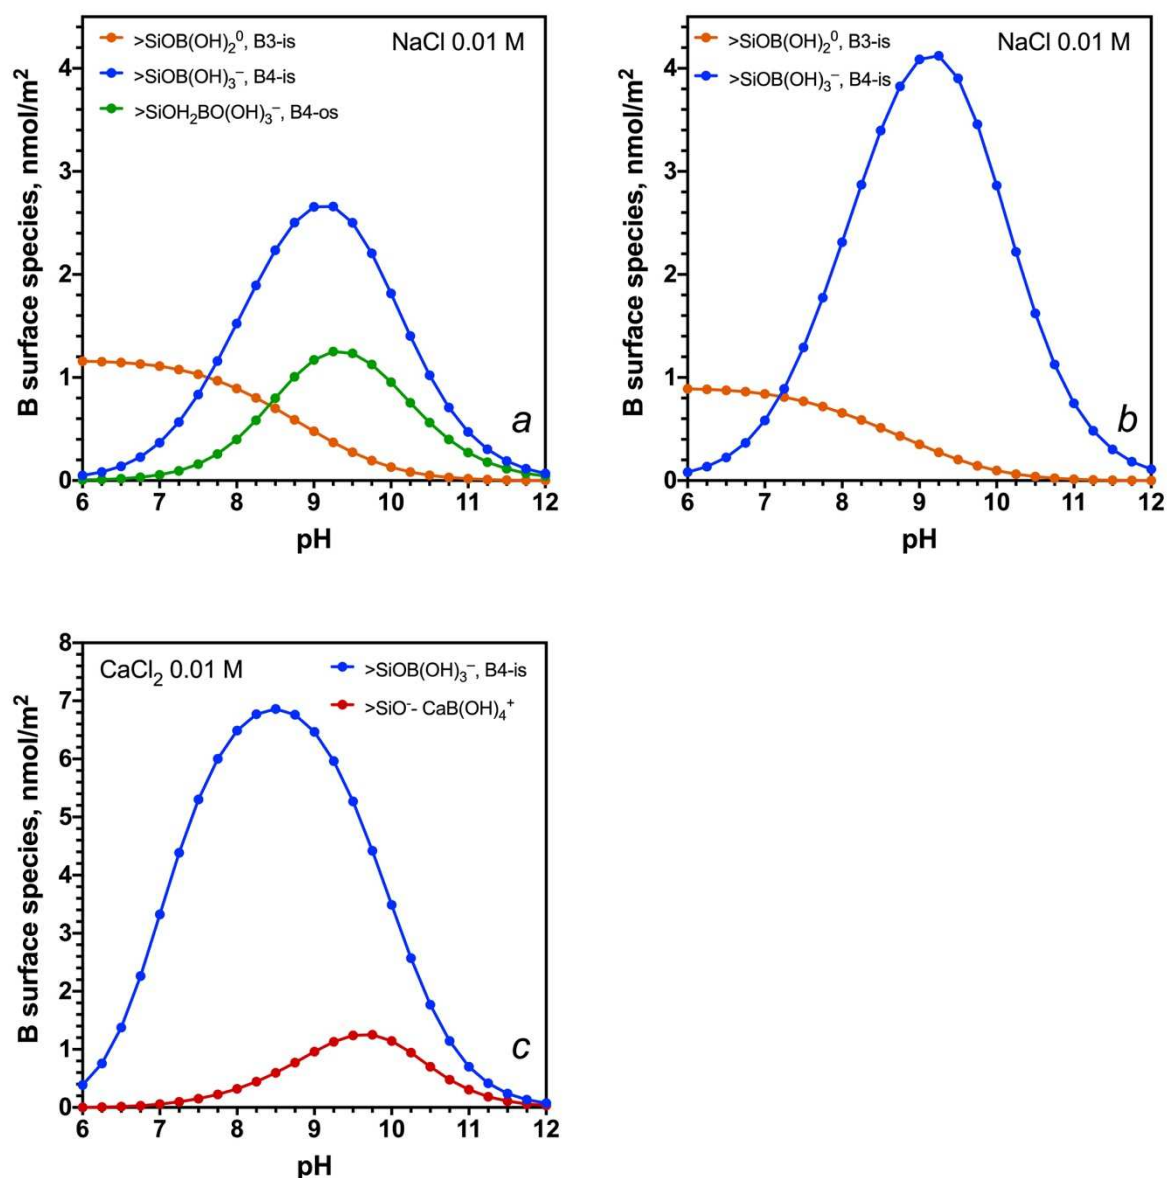 >SiOB(OH)₂⁰, B3-is
>SiOB(OH)₃⁻, B4-is
>SiOH₂BO(OH)₃⁻, B4-os
NaCl 0.01 M
B surface species, nmol/m²
4
3
2
1
0
a
6 7 8 9 10 11 12
pH
>SiOB(OH)₂⁰, B3-is
>SiOB(OH)₃⁻, B4-is
NaCl 0.01 M
B surface species, nmol/m²
4
3
2
1
0
b
6 7 8 9 10 11 12
pH
CaCl₂ 0.01 M
>SiOB(OH)₃⁻, B4-is
>SiO⁻- CaB(OH)₄⁺
B surface species, nmol/m²
8
7
6
5
4
3
2
1
0
c
6 7 8 9 10 11 12
pH